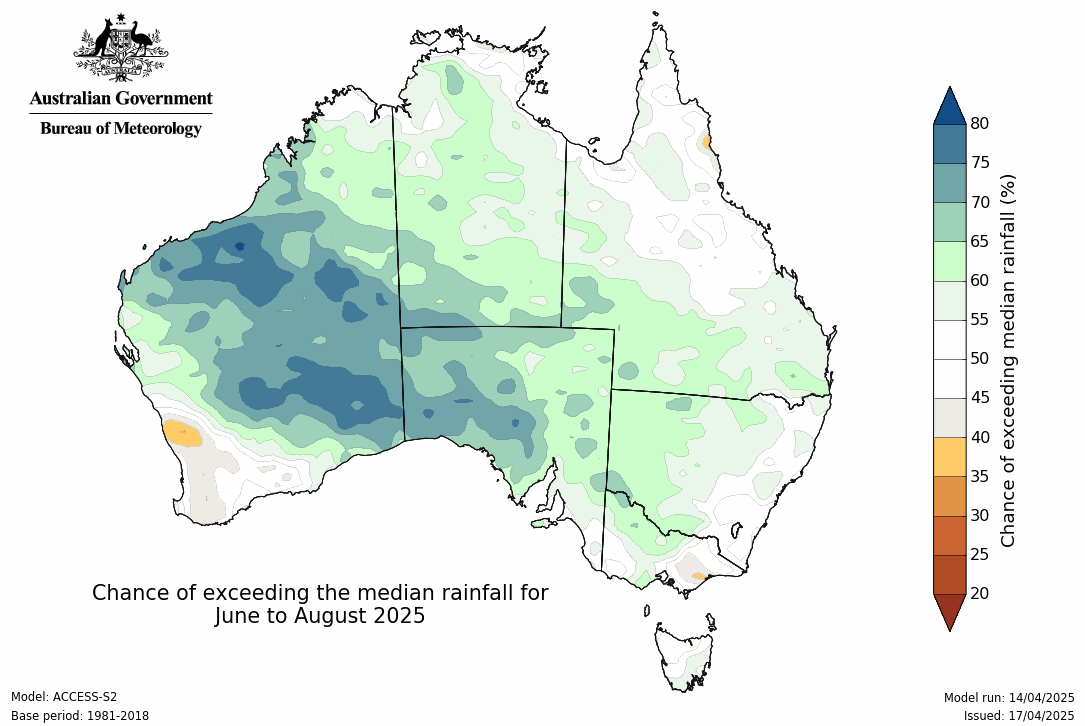 Australian Government
Bureau of Meteorology
80
75
70
65
60
55
50
45
40
35
30
25
20
Chance of exceeding median rainfall (%)
Chance of exceeding the median rainfall for
June to August 2025
Model: ACCESS-S2
Base period: 1981-2018
Model run: 14/04/2025
Issued: 17/04/2025